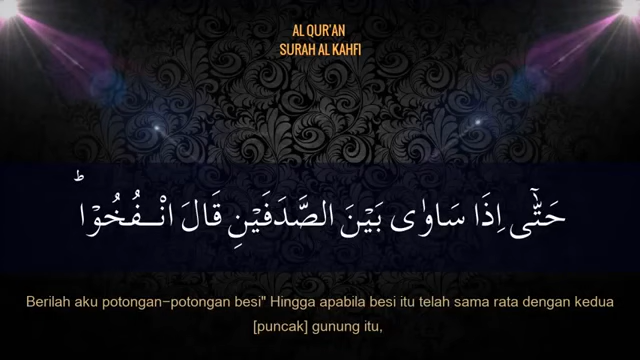 AL QUR'AN
SURAH AL KAHFI
حَتّٰٓى اِذَا سَاوٰى بَيْنَ الصَّدَفَيْنِ قَالَ انْفُخُوْا ۗ
Berilah aku potongan-potongan besi" Hingga apabila besi itu telah sama rata dengan kedua
[puncak] gunung itu,